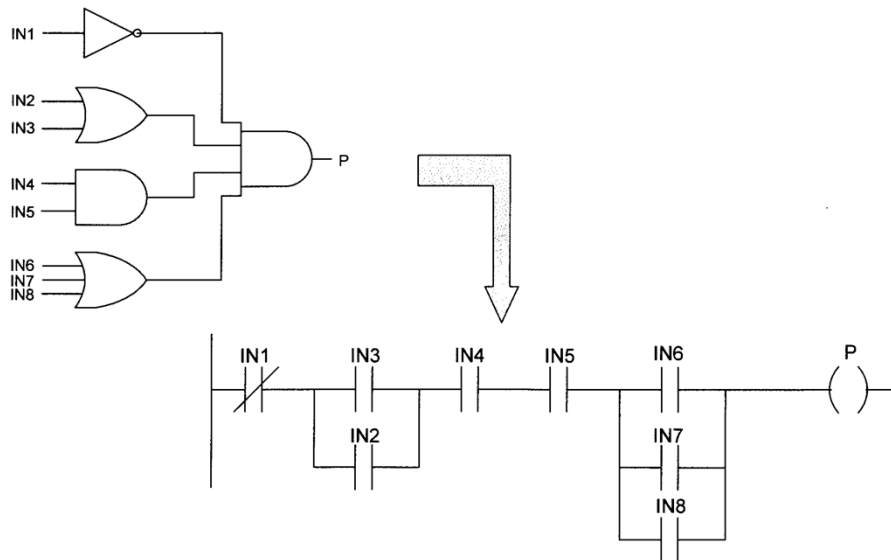 IN1
IN2
IN3
P
IN4
IN5
IN6
IN7
IN8
IN1 IN3 IN4 IN5 IN6 P
IN2 IN7
IN8